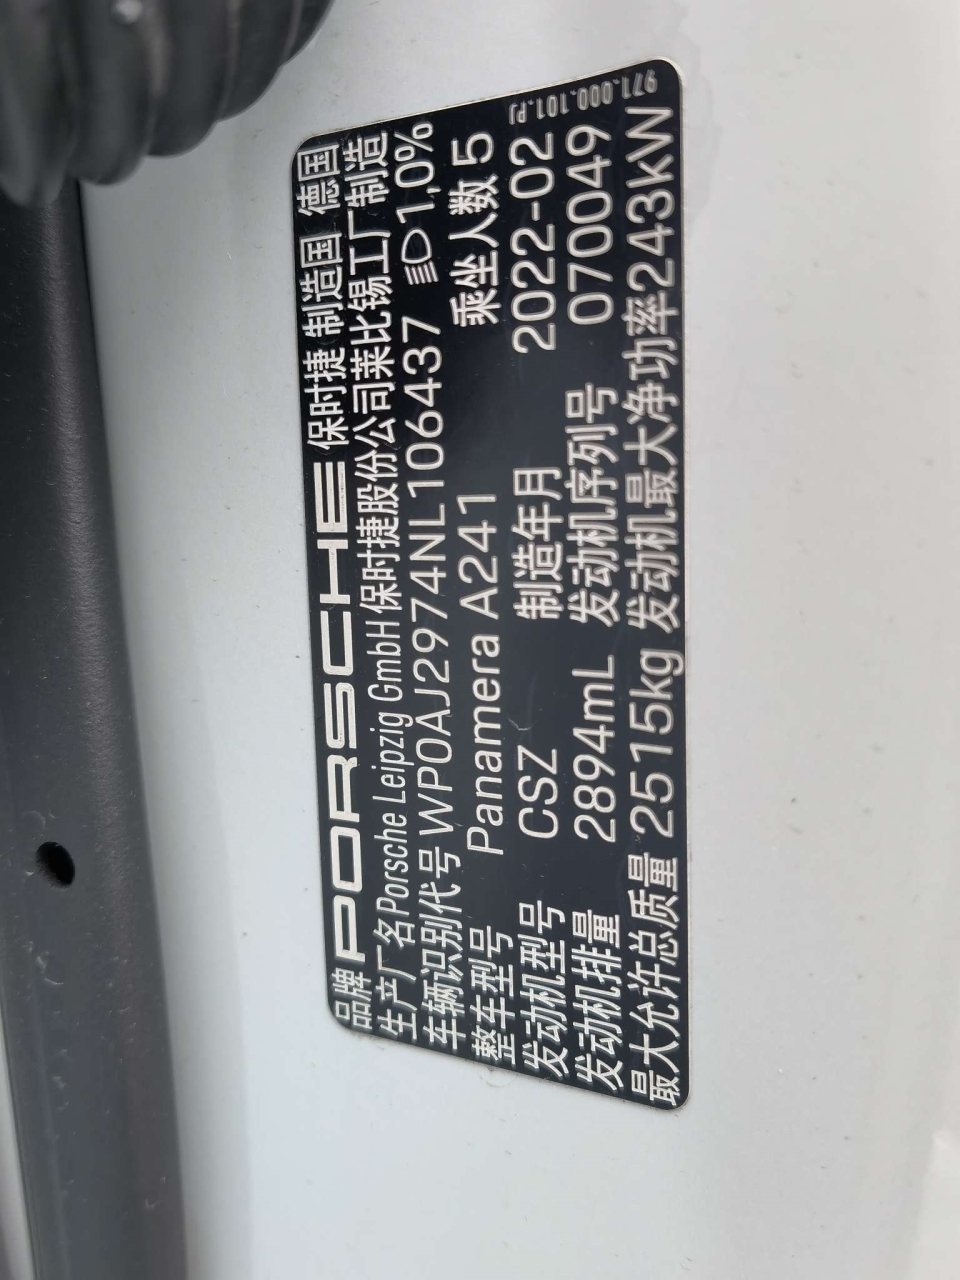 品牌 PORSCHE 保时捷 制造国 德国
生产厂名 Porsche Leipzig GmbH 保时捷股份公司莱比锡工厂制造
车辆识别代号 WP0AJ2974NL106437 1,0%
整车型号 Panamera A241 乘坐人数 5
发动机型号 CSZ 制造年月 2022-02
发动机排量 2894mL 发动机序列号 070049
最大允许总质量 2515kg 发动机最大净功率 243kW
971.000.101.PJ